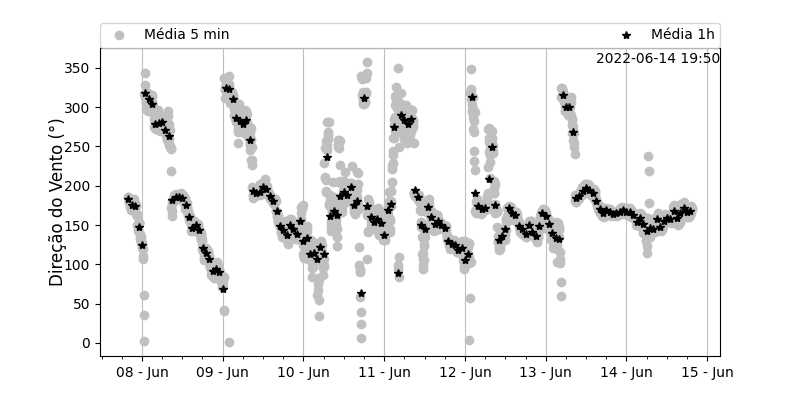 Média 5 min
Média 1h
2022-06-14 19:50
Direção do Vento (°)
350
300
250
200
150
100
50
0
08 - Jun
09 - Jun
10 - Jun
11 - Jun
12 - Jun
13 - Jun
14 - Jun
15 - Jun